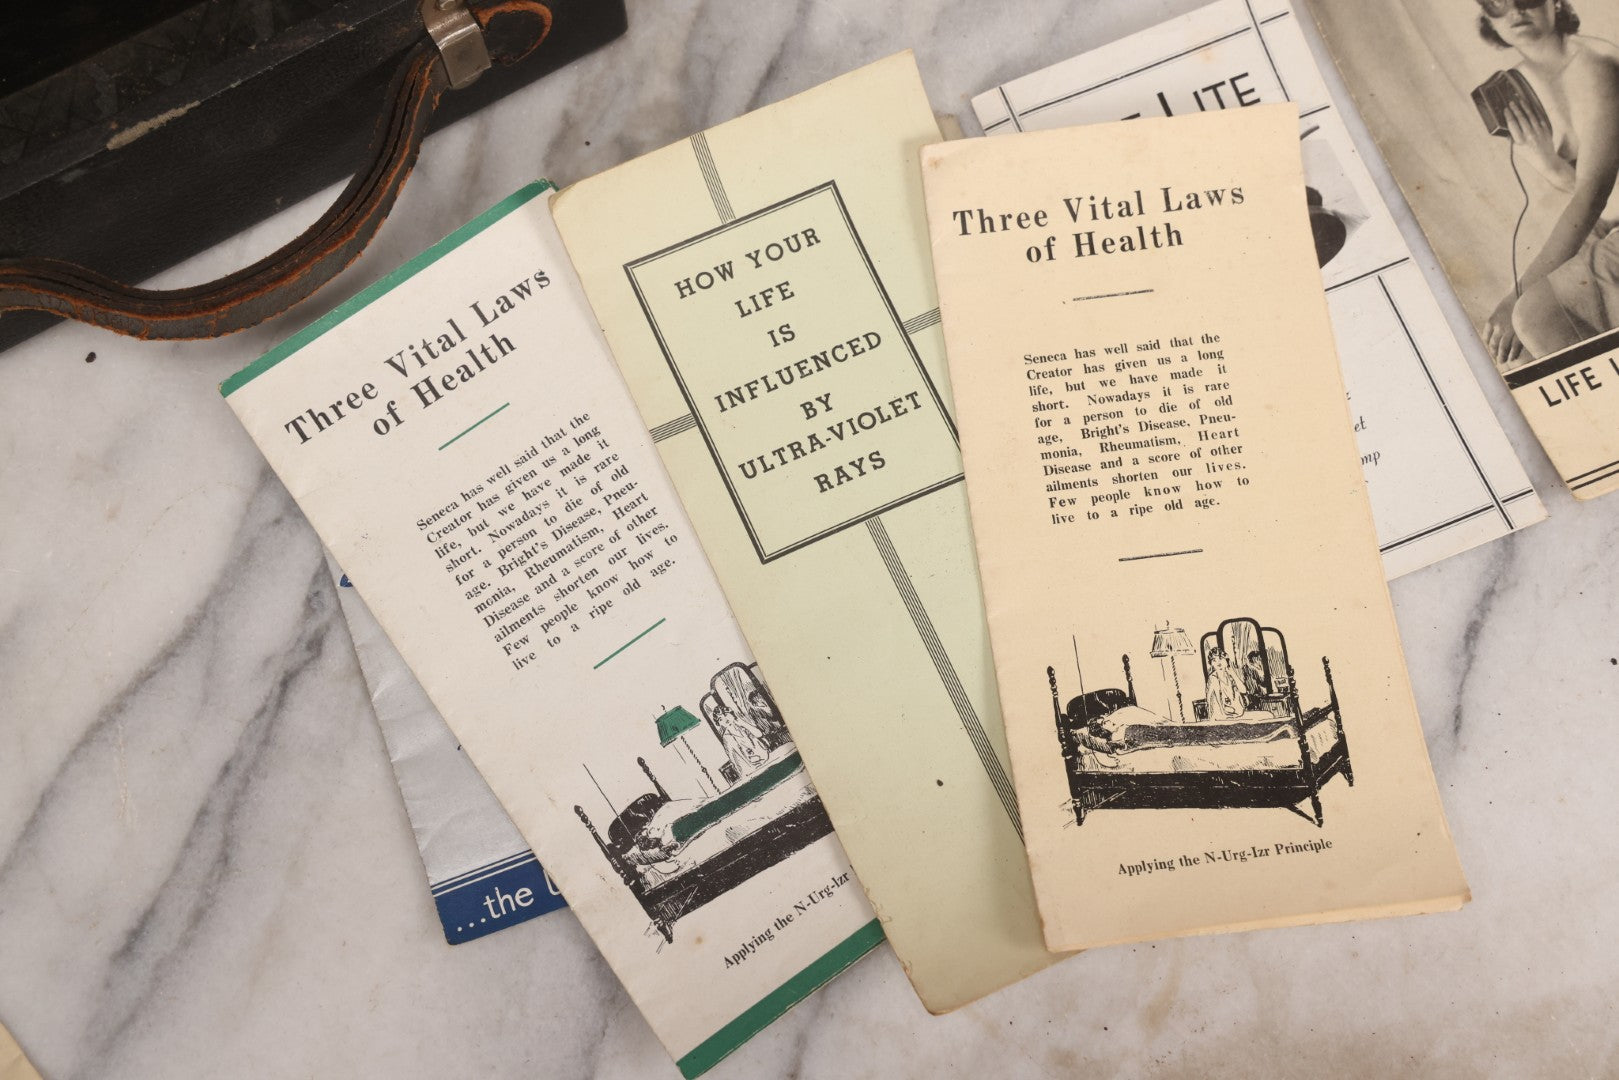 Three Vital Laws
of Health
Seneca has well said that the
Creator has given us a long
life, but we have made it
short. Nowadays it is rare
for a person to die of old
age. Bright's Disease, Pneu-
monia, Rheumatism, Heart
Disease and a score of other
ailments shorten our lives.
Few people know how to
live to a ripe old age.
Applying the N-Urg-Izr
...the
HOW YOUR
LIFE
IS
INFLUENCED
BY
ULTRA-VIOLET
RAYS
Three Vital Laws
of Health
Seneca has well said that the
Creator has given us a long
life, but we have made it
short. Nowadays it is rare
for a person to die of old
age, Bright's Disease, Pneu-
monia, Rheumatism, Heart
Disease and a score of other
ailments shorten our lives.
Few people know how to
live to a ripe old age.
Applying the N-Urg-Izr Principle
LITE
LIFE